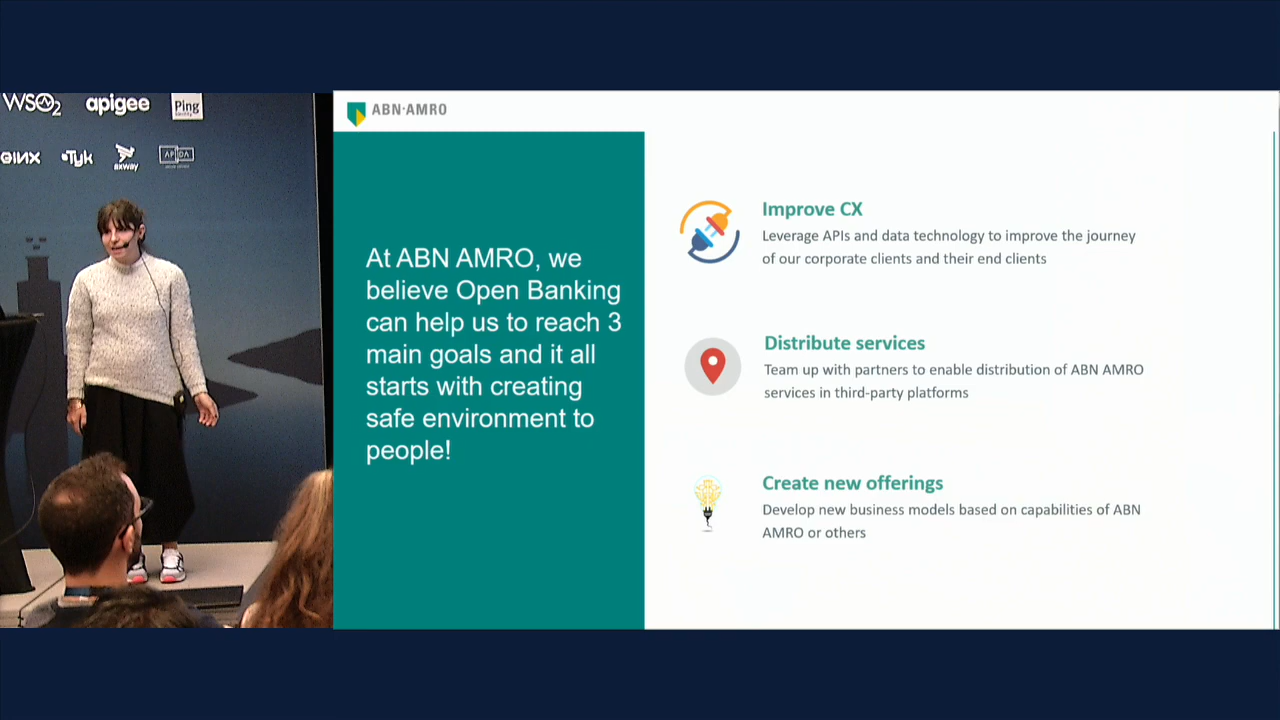 WSO2 apigee Ping
Identity
GINX Tyk axway APIDA
ABN·AMRO
At ABN AMRO, we
believe Open Banking
can help us to reach 3
main goals and it all
starts with creating
safe environment to
people!
Improve CX
Leverage APIs and data technology to improve the journey
of our corporate clients and their end clients
Distribute services
Team up with partners to enable distribution of ABN AMRO
services in third-party platforms
Create new offerings
Develop new business models based on capabilities of ABN
AMRO or others